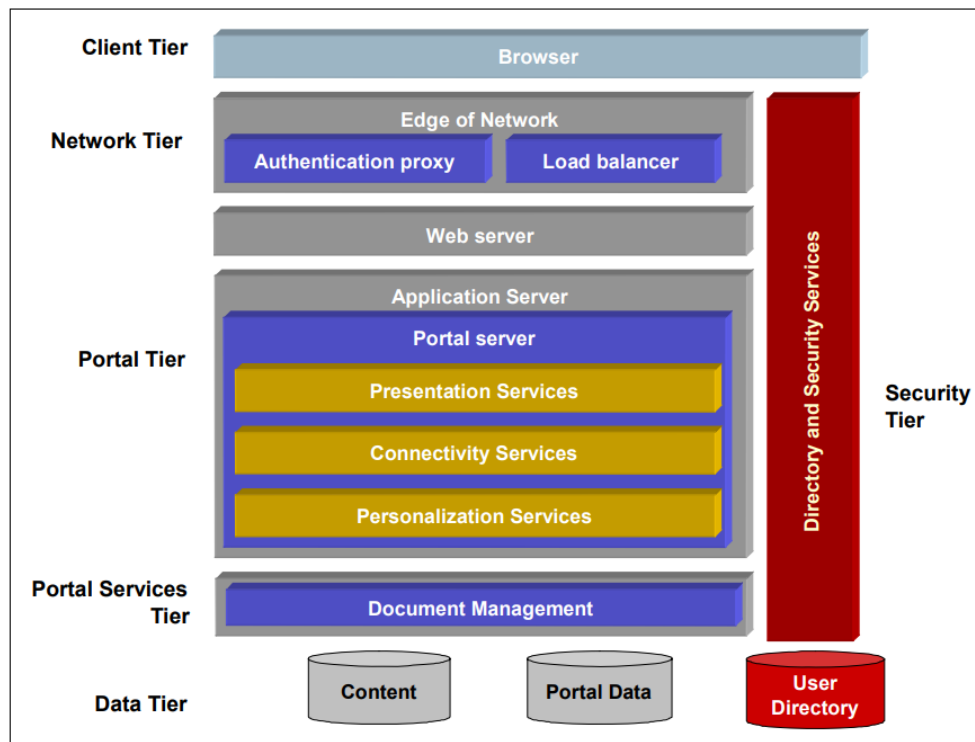 Client Tier
Browser
Network Tier
Edge of Network
Authentication proxy
Load balancer
Web server
Portal Tier
Application Server
Portal server
Presentation Services
Connectivity Services
Personalization Services
Directory and Security Services
Security
Tier
Portal Services
Tier
Document Management
Data Tier
Content
Portal Data
User
Directory